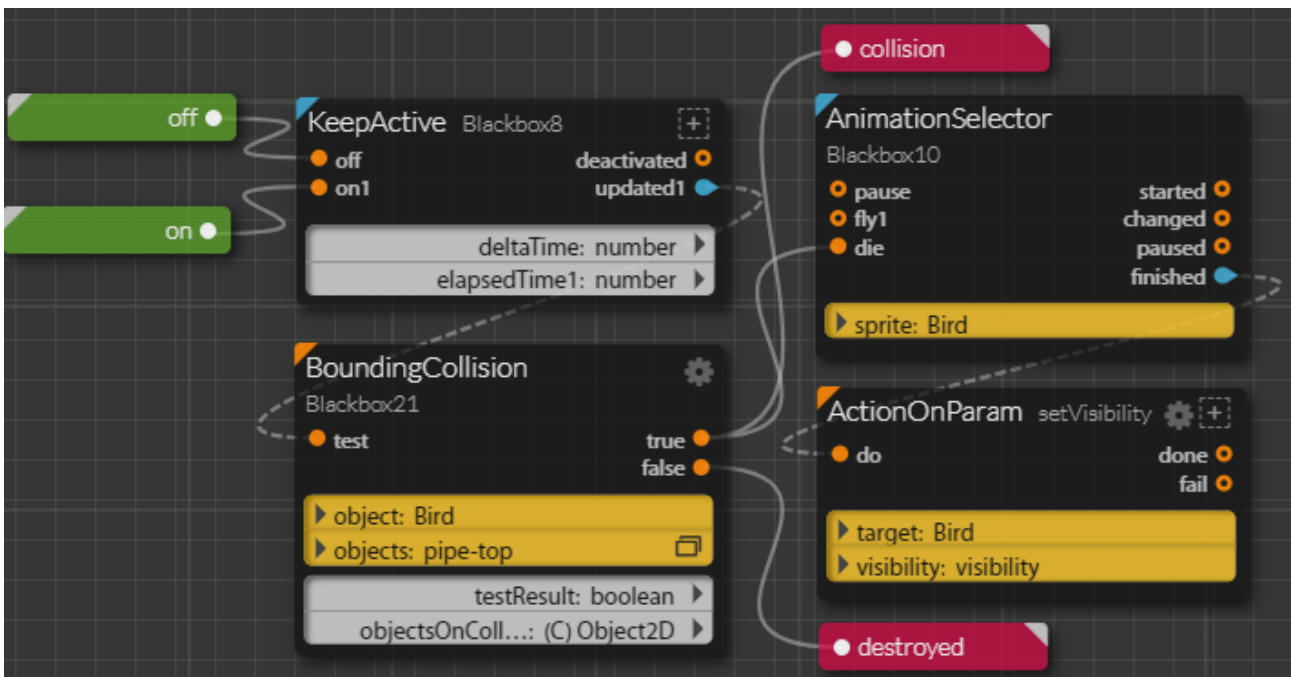 off
on
KeepActive Blackbox8
off deactivated
on1 updated1
deltaTime: number
elapsedTime1: number
BoundingCollision
Blackbox21
test true
false
object: Bird
objects: pipe-top
testResult: boolean
objectsOnColl...: (C) Object2D
collision
AnimationSelector
Blackbox10
pause started
fly1 changed
die paused
finished
sprite: Bird
ActionOnParam setVisibility
do done
fail
target: Bird
visibility: visibility
destroyed